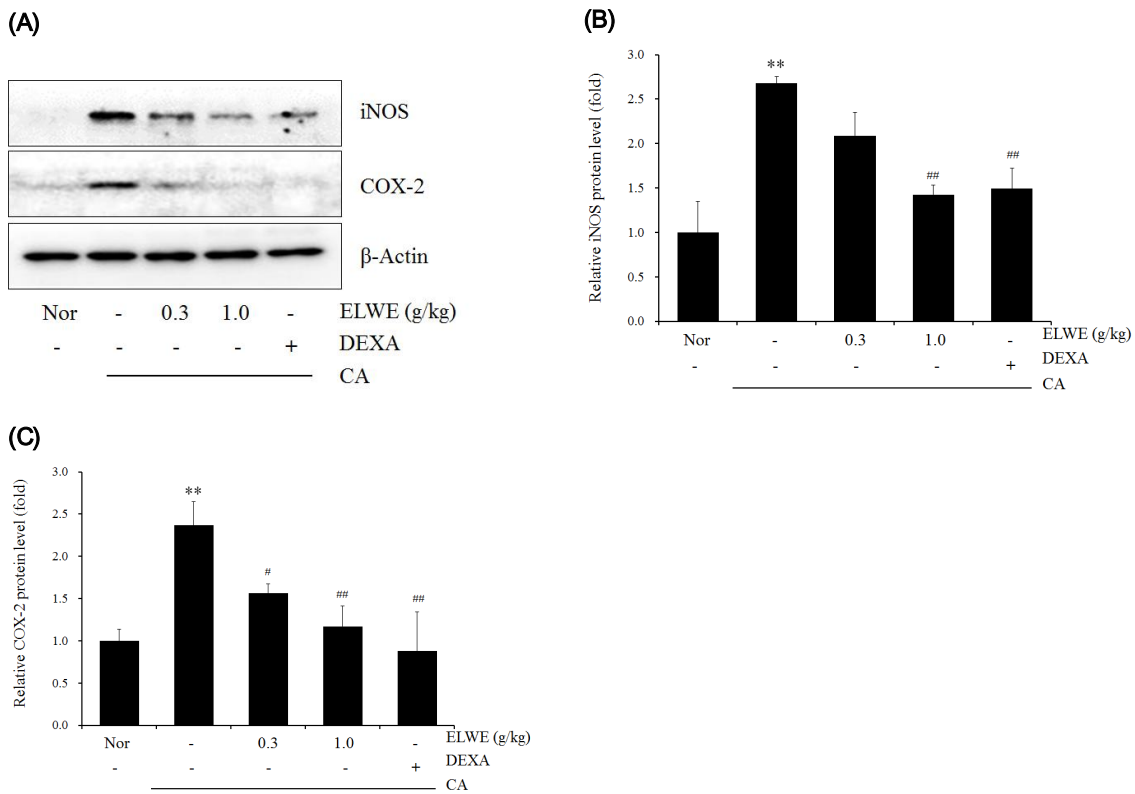 (A)
iNOS
COX-2
β-Actin
Nor - 0.3 1.0 - ELWE (g/kg)
- - - - + DEXA
CA
(B)
Relative iNOS protein level (fold)
3.0
2.5
2.0
1.5
1.0
0.5
0.0
**
##
##
Nor - 0.3 1.0 - ELWE (g/kg)
- - - - + DEXA
CA
(C)
Relative COX-2 protein level (fold)
3.0
2.5
2.0
1.5
1.0
0.5
0.0
**
#
##
##
Nor - 0.3 1.0 - ELWE (g/kg)
- - - - + DEXA
CA